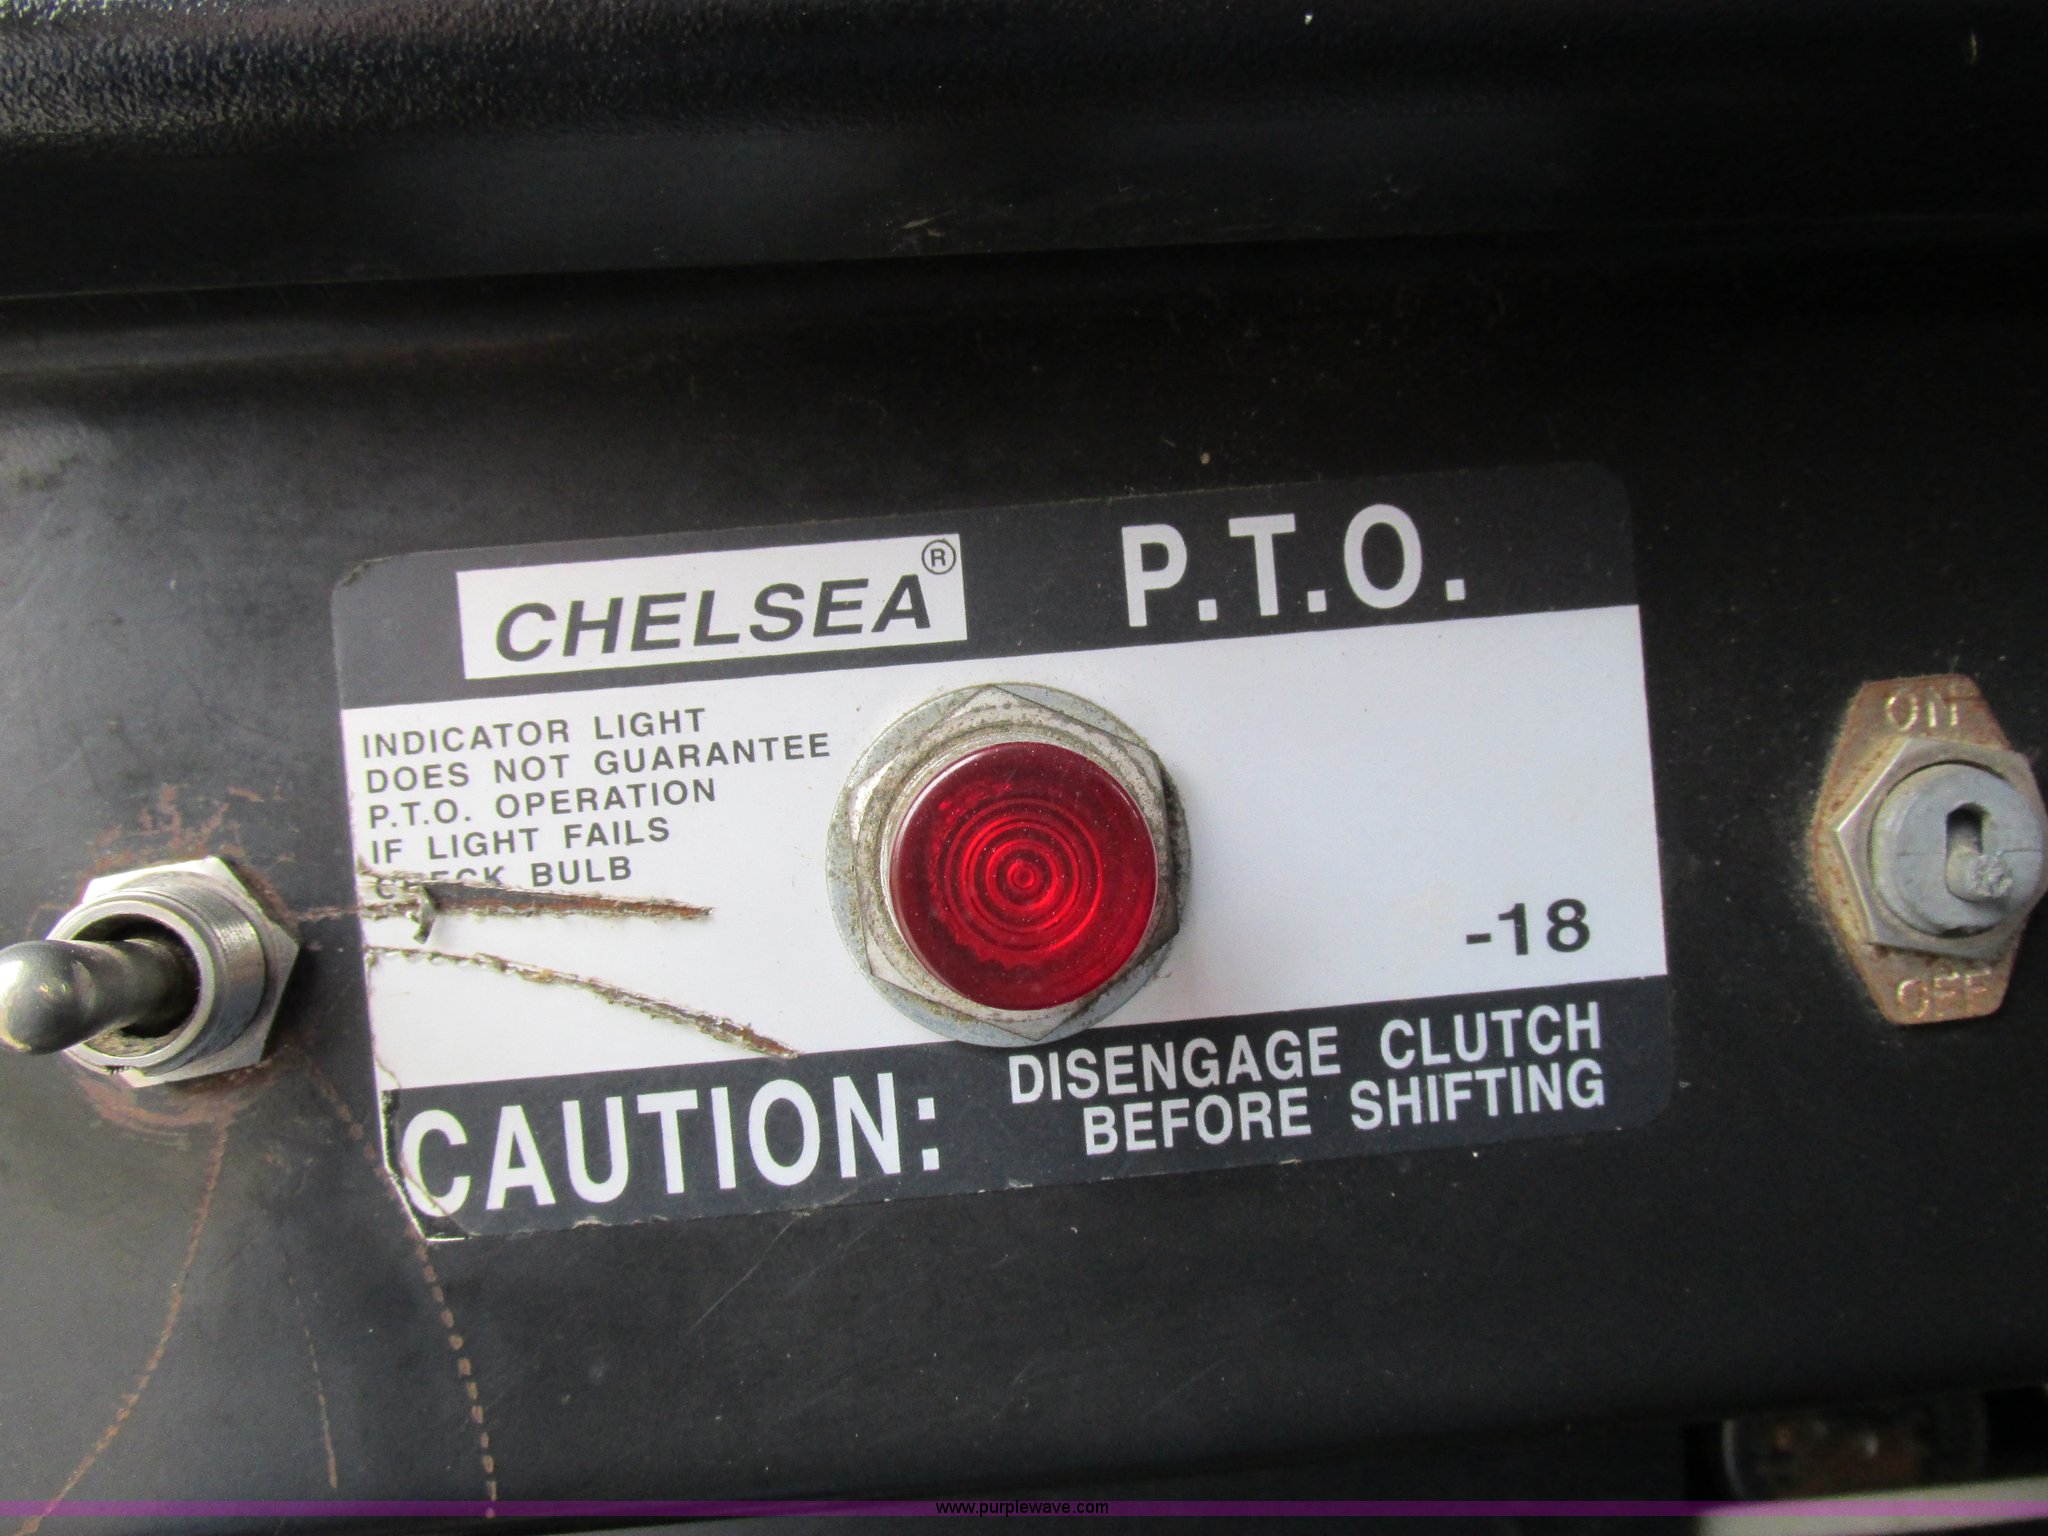 CHELSEA®
P.T.O.
INDICATOR LIGHT
DOES NOT GUARANTEE
P.T.O. OPERATION
IF LIGHT FAILS
CHECK BULB
-18
CAUTION:
DISENGAGE CLUTCH
BEFORE SHIFTING
ON
OFF
www.purplewave.com